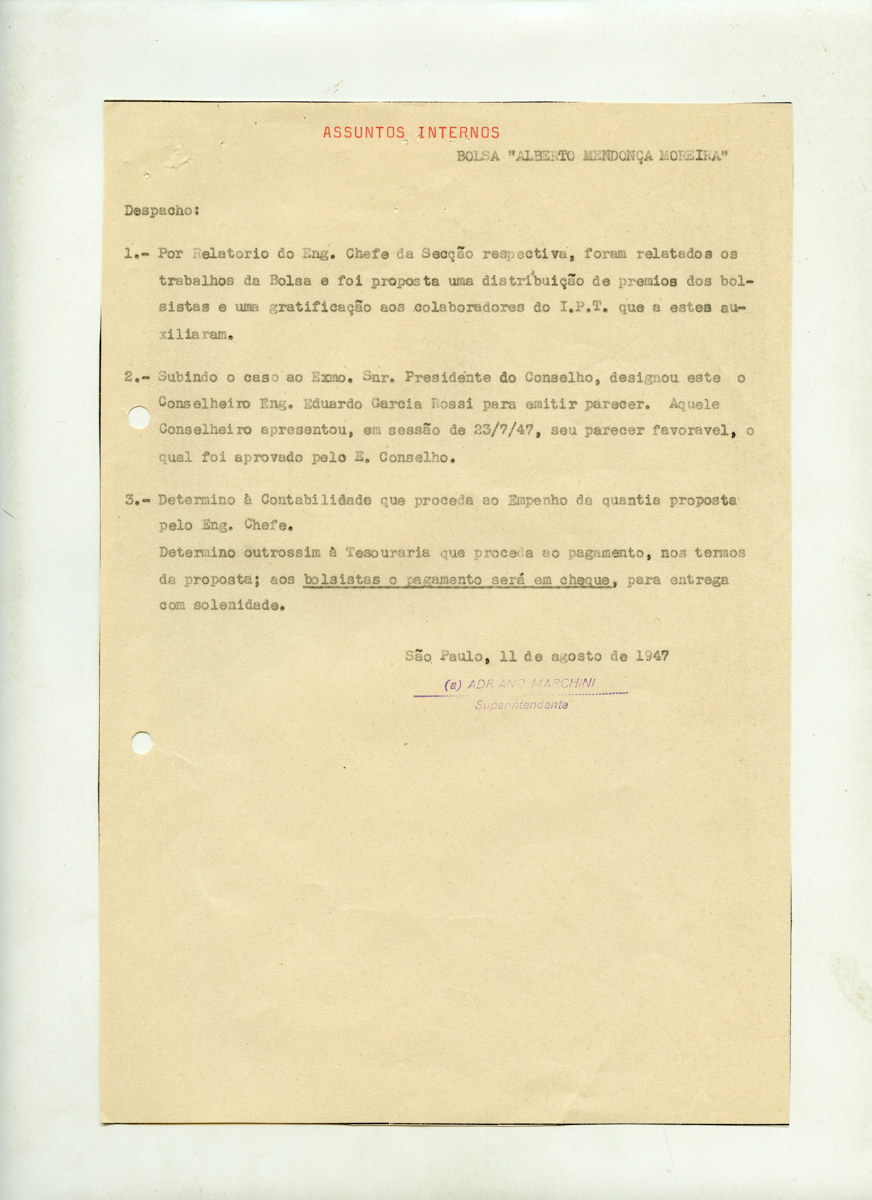 ASSUNTOS INTERNOS
BOLSA "ALBERTO MENDONÇA MOREIRA"
Despacho:
1.- Por Relatorio do Eng. Chefe da Secção respectiva, foram relatados os
trabalhos da Bolsa e foi proposta uma distribuição de premios dos bol-
sistas e uma gratificação aos colaboradores do I.P.T. que a estes au-
xiliaram.
2.- Subindo o caso ao Exmo. Snr. Presidente do Conselho, designou este o
Conselheiro Eng. Eduardo Garcia Rossi para emitir parecer. Aquele
Conselheiro apresentou, em sessão de 23/7/47, seu parecer favoravel, o
qual foi aprovado pelo E. Conselho.
3.- Determino à Contabilidade que proceda ao Empenho da quantia proposta
pelo Eng. Chefe.
Determino outrossim à Tesouraria que proceda ao pagamento, nos termos
da proposta; aos bolsistas o pagamento será em cheque, para entrega
com solenidade.
São Paulo, 11 de agosto de 1947
(a) ADRIANO MARCHINI
Superintendente